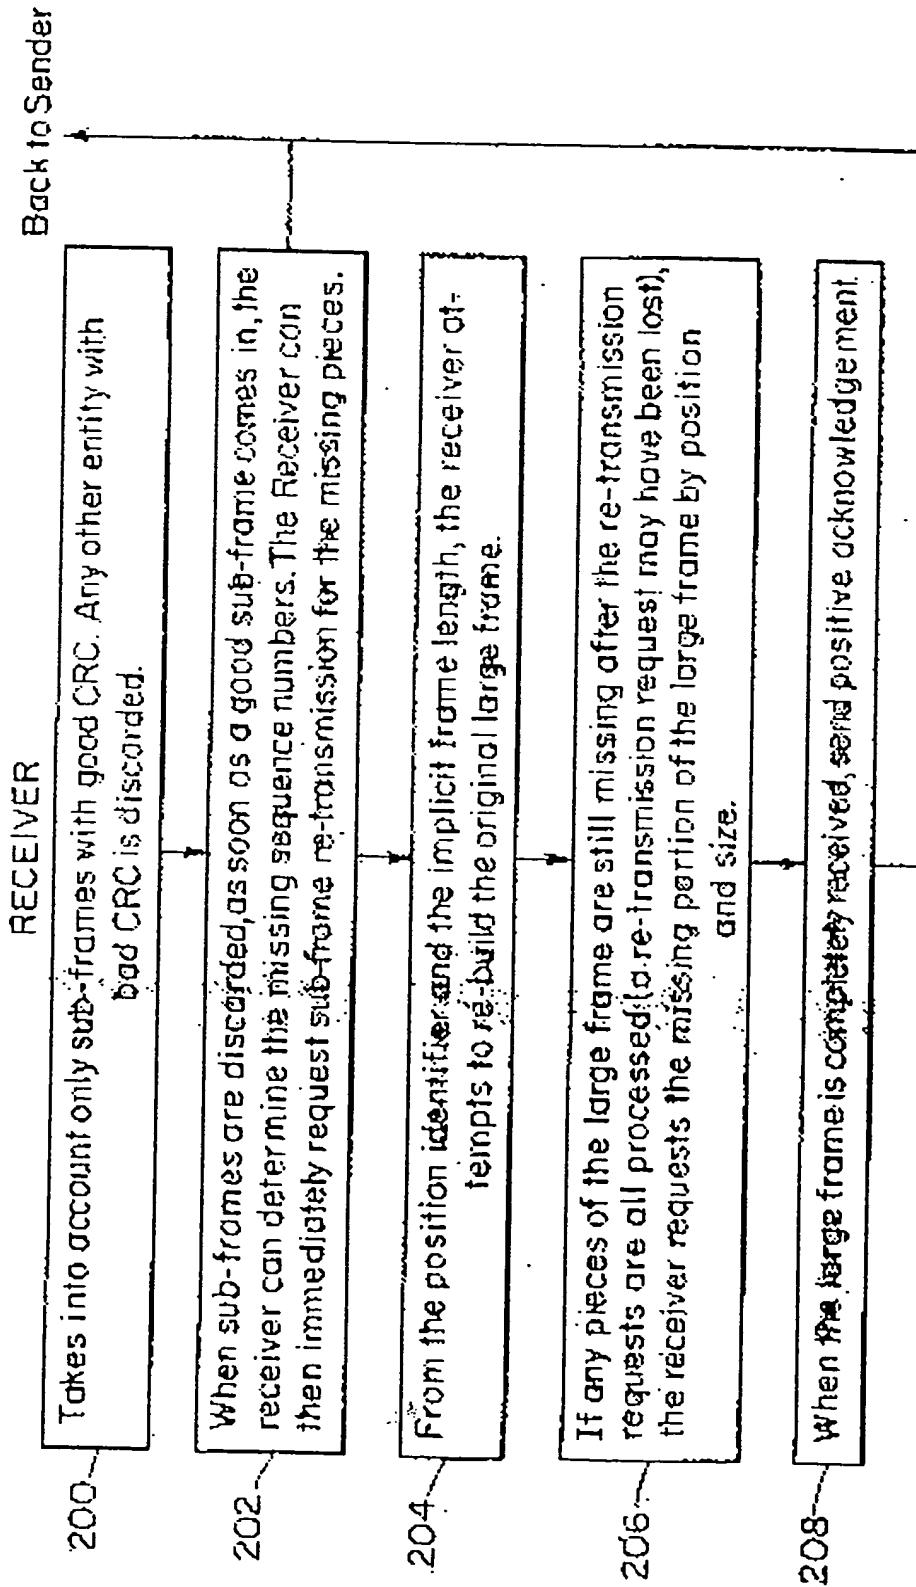 RECEIVER
Back to Sender
200
Takes into account only sub-frames with good CRC. Any other entity with
bad CRC is discarded.
202
When sub-frames are discarded, as soon as a good sub-frame comes in, the
receiver can determine the missing sequence numbers. The Receiver can
then immediately request sub-frame re-transmission for the missing pieces.
204
From the position identifier and the implicit frame length, the receiver at-
tempts to re-build the original large frame.
206
If any pieces of the large frame are still missing after the re-transmission
requests are all processed (a re-transmission request may have been lost),
the receiver requests the missing portion of the large frame by position
and size.
208
When the large frame is completely received, send positive acknowledgement.